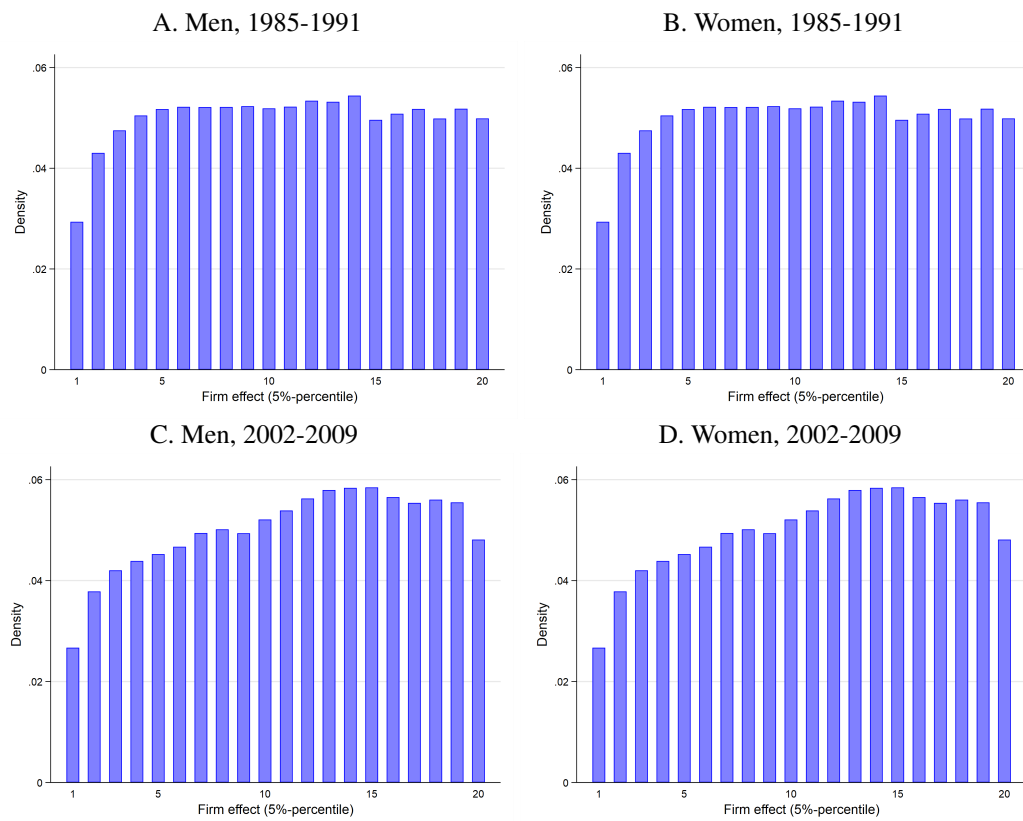 A. Men, 1985-1991
.06
.04
.02
0
Density
1 5 10 15 20
Firm effect (5%-percentile)
B. Women, 1985-1991
.06
.04
.02
0
Density
1 5 10 15 20
Firm effect (5%-percentile)
C. Men, 2002-2009
.06
.04
.02
0
Density
1 5 10 15 20
Firm effect (5%-percentile)
D. Women, 2002-2009
.06
.04
.02
0
Density
1 5 10 15 20
Firm effect (5%-percentile)